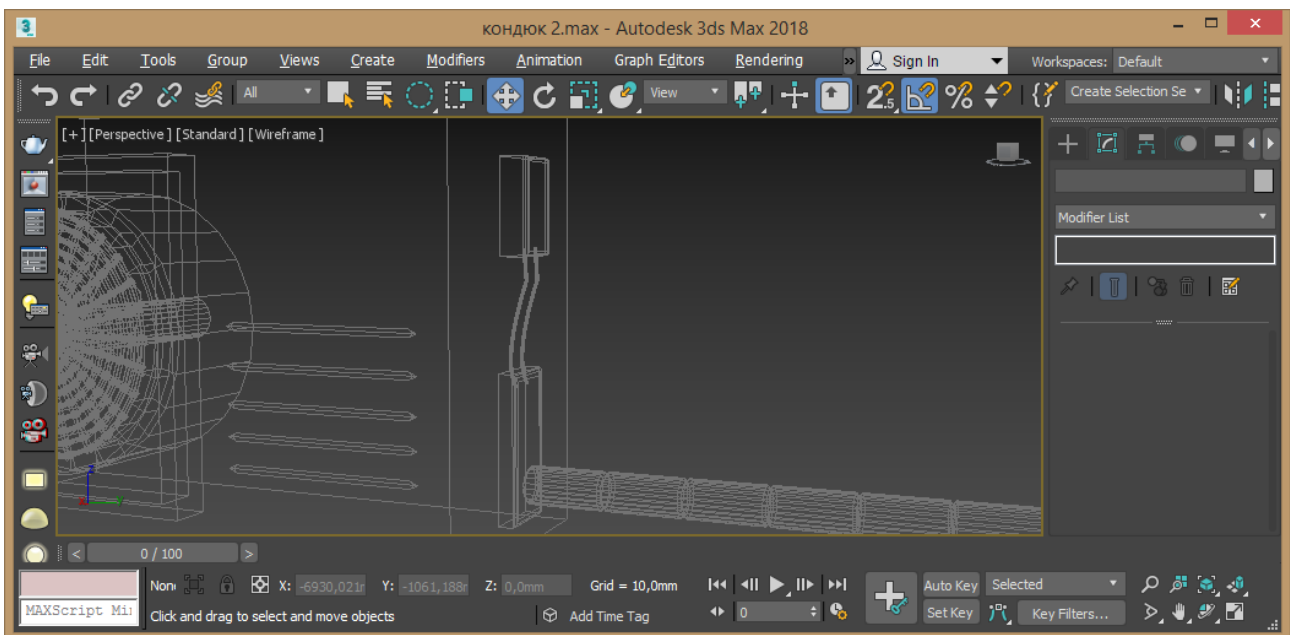 кондюк 2.max - Autodesk 3ds Max 2018
File Edit Tools Group Views Create Modifiers Animation Graph Editors Rendering » Sign In Workspaces: Default
All View 2.5 Create Selection Se
[+] [Perspective] [Standard] [Wireframe]
Modifier List
z
0 / 100
Non X: -6930,021r Y: -1061,188r Z: 0,0mm Grid = 10,0mm Auto Key Selected
MAXScript Mi Click and drag to select and move objects Add Time Tag 0 Set Key Key Filters...